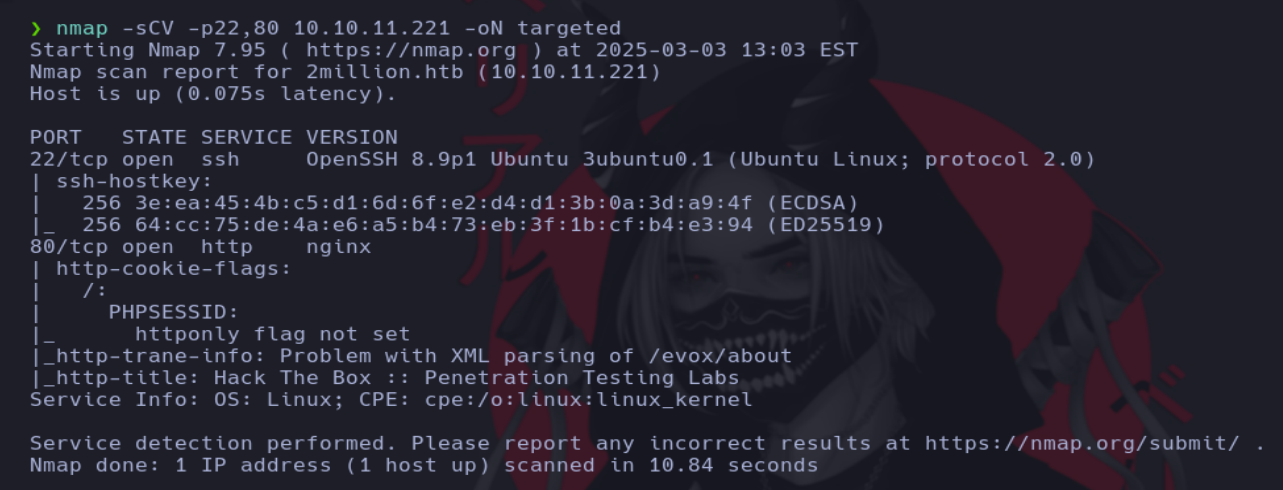 ❯ nmap -sCV -p22,80 10.10.11.221 -oN targeted
Starting Nmap 7.95 ( https://nmap.org ) at 2025-03-03 13:03 EST
Nmap scan report for 2million.htb (10.10.11.221)
Host is up (0.075s latency).

PORT   STATE SERVICE VERSION
22/tcp open  ssh     OpenSSH 8.9p1 Ubuntu 3ubuntu0.1 (Ubuntu Linux; protocol 2.0)
| ssh-hostkey:
|   256 3e:ea:45:4b:c5:d1:6d:6f:e2:d4:d1:3b:0a:3d:a9:4f (ECDSA)
|_  256 64:cc:75:de:4a:e6:a5:b4:73:eb:3f:1b:cf:b4:e3:94 (ED25519)
80/tcp open  http    nginx
| http-cookie-flags:
|   /:
|     PHPSESSID:
|_      httponly flag not set
|_http-trane-info: Problem with XML parsing of /evox/about
|_http-title: Hack The Box :: Penetration Testing Labs
Service Info: OS: Linux; CPE: cpe:/o:linux:linux_kernel

Service detection performed. Please report any incorrect results at https://nmap.org/submit/ .
Nmap done: 1 IP address (1 host up) scanned in 10.84 seconds